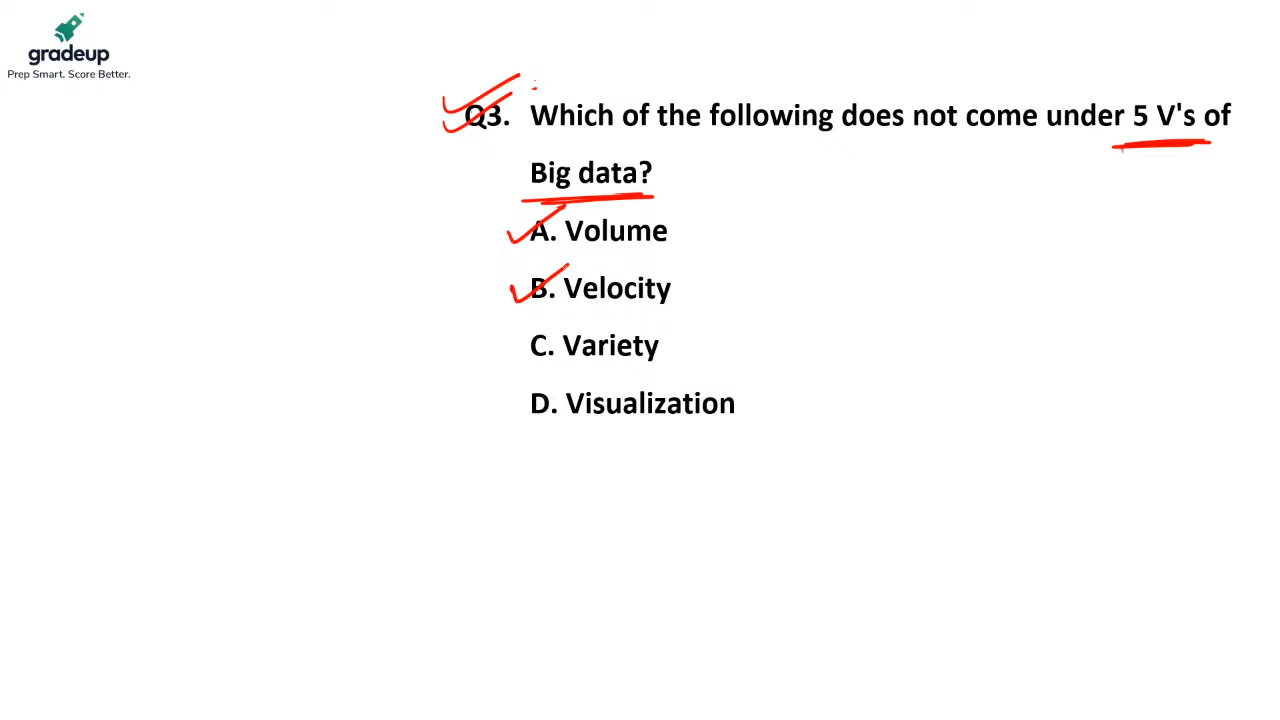 gradeup
Prep Smart. Score Better.
Q3. Which of the following does not come under 5 V's of
Big data?
A. Volume
B. Velocity
C. Variety
D. Visualization